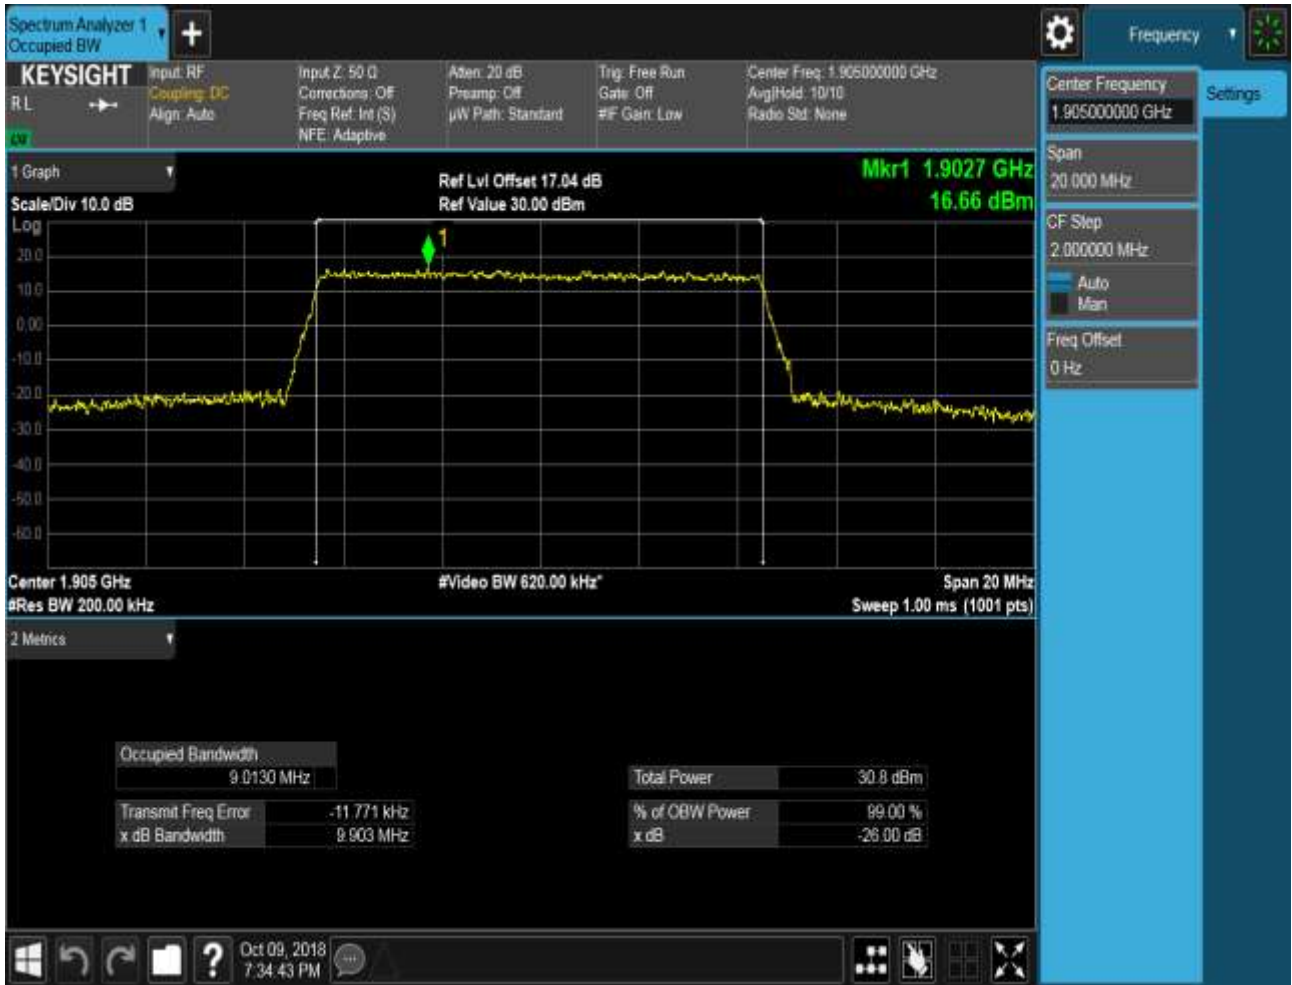 Spectrum Analyzer 1
Occupied BW
+
Frequency
KEYSIGHT
RL
Input: RF
Coupling: DC
Align: Auto
Input Z: 50 Ω
Corrections: Off
Freq Ref: Int (S)
NFE: Adaptive
Atten: 20 dB
Preamp: Off
µW Path: Standard
Trig: Free Run
Gate: Off
#IF Gain: Low
Center Freq: 1.905000000 GHz
Avg|Hold: 10/10
Radio Std: None
Center Frequency
1.905000000 GHz
Settings
Span
20.000 MHz
CF Step
2.000000 MHz
Auto
Man
Freq Offset
0 Hz
1 Graph
Scale/Div 10.0 dB
Ref Lvl Offset 17.04 dB
Ref Value 30.00 dBm
Mkr1 1.9027 GHz
16.66 dBm
Log
1
20.0
10.0
0.00
-10.0
-20.0
-30.0
-40.0
-50.0
-60.0
Center 1.905 GHz
#Video BW 620.00 kHz*
Span 20 MHz
#Res BW 200.00 kHz
Sweep 1.00 ms (1001 pts)
2 Metrics
Occupied Bandwidth
9.0130 MHz
Total Power 30.8 dBm
Transmit Freq Error -11.771 kHz
% of OBW Power 99.00 %
x dB Bandwidth 9.903 MHz
x dB -26.00 dB
?
Oct 09, 2018
7:34:43 PM